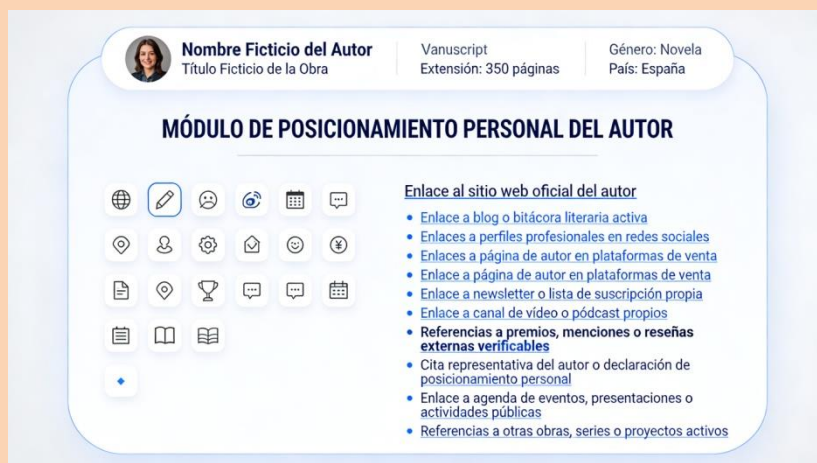 Nombre Ficticio del Autor
Título Ficticio de la Obra
Vanuscript
Extensión: 350 páginas
Género: Novela
País: España
MÓDULO DE POSICIONAMIENTO PERSONAL DEL AUTOR
Enlace al sitio web oficial del autor
Enlace a blog o bitácora literaria activa
Enlaces a perfiles profesionales en redes sociales
Enlaces a página de autor en plataformas de venta
Enlace a página de autor en plataformas de venta
Enlace a newsletter o lista de suscripción propia
Enlace a canal de vídeo o pódcast propios
Referencias a premios, menciones o reseñas
externas verificables
Cita representativa del autor o declaración de
posicionamiento personal
Enlace a agenda de eventos, presentaciones o
actividades públicas
Referencias a otras obras, series o proyectos activos